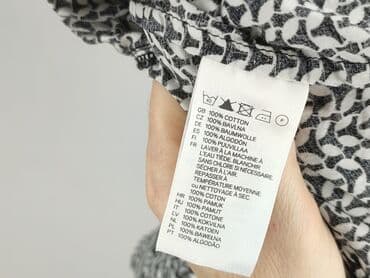 GB 100% COTTON
CZ 100% BAVLNA
DE 100% BAUMWOLLE
ES 100% ALGODÓN
FI 100% PUUVILLAA
FR LAVER À LA MACHINE À
L'EAU TIÈDE. BLANCHIR
SANS CHLORE SI NÉCESSAIRE.
SÉCHER À L'AIR.
REPASSER À
TEMPÉRATURE MOYENNE.
OU NETTOYAGE À SEC
100% COTON
HR 100% PAMUK
HU 100% PAMUT
IT 100% COTONE
LV 100% KOKVILNA
NL 100% KATOEN
PL 100% BAWEŁNA
PT 100% ALGODÃO